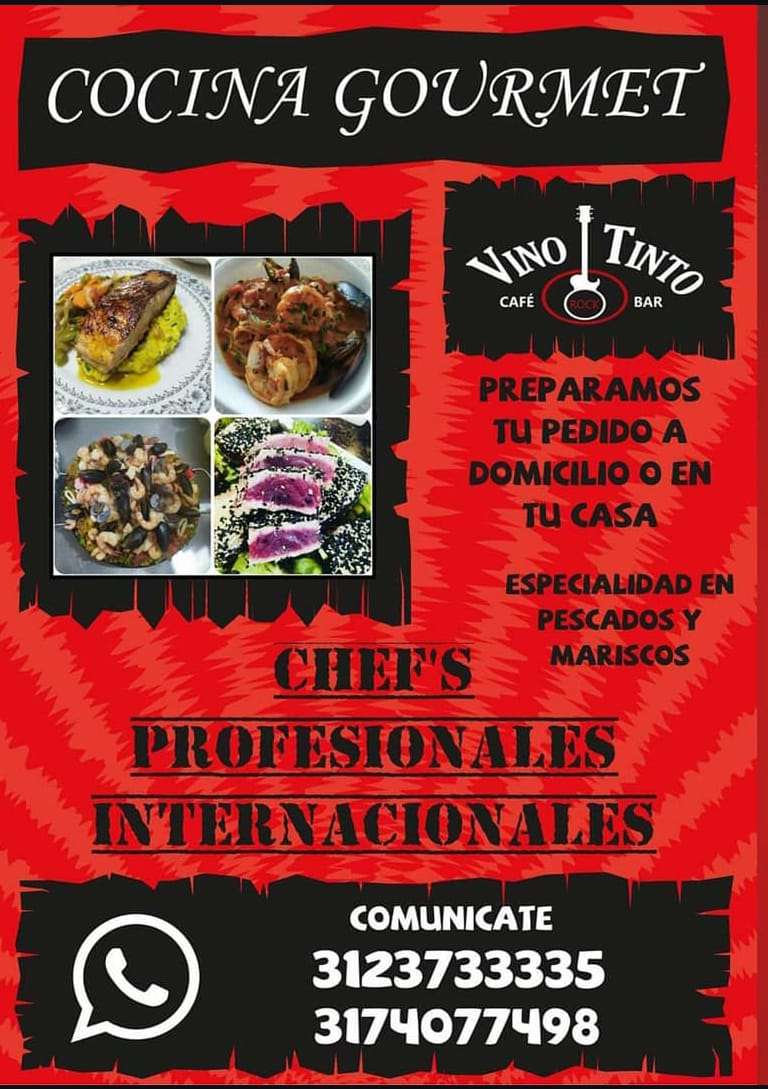 COCINA GOURMET
VINO TINTO
CAFÉ ROCK BAR
PREPARAMOS
TU PEDIDO A
DOMICILIO O EN
TU CASA
ESPECIALIDAD EN
PESCADOS Y
MARISCOS
CHEF'S
PROFESIONALES
INTERNACIONALES
COMUNICATE
3123733335
3174077498